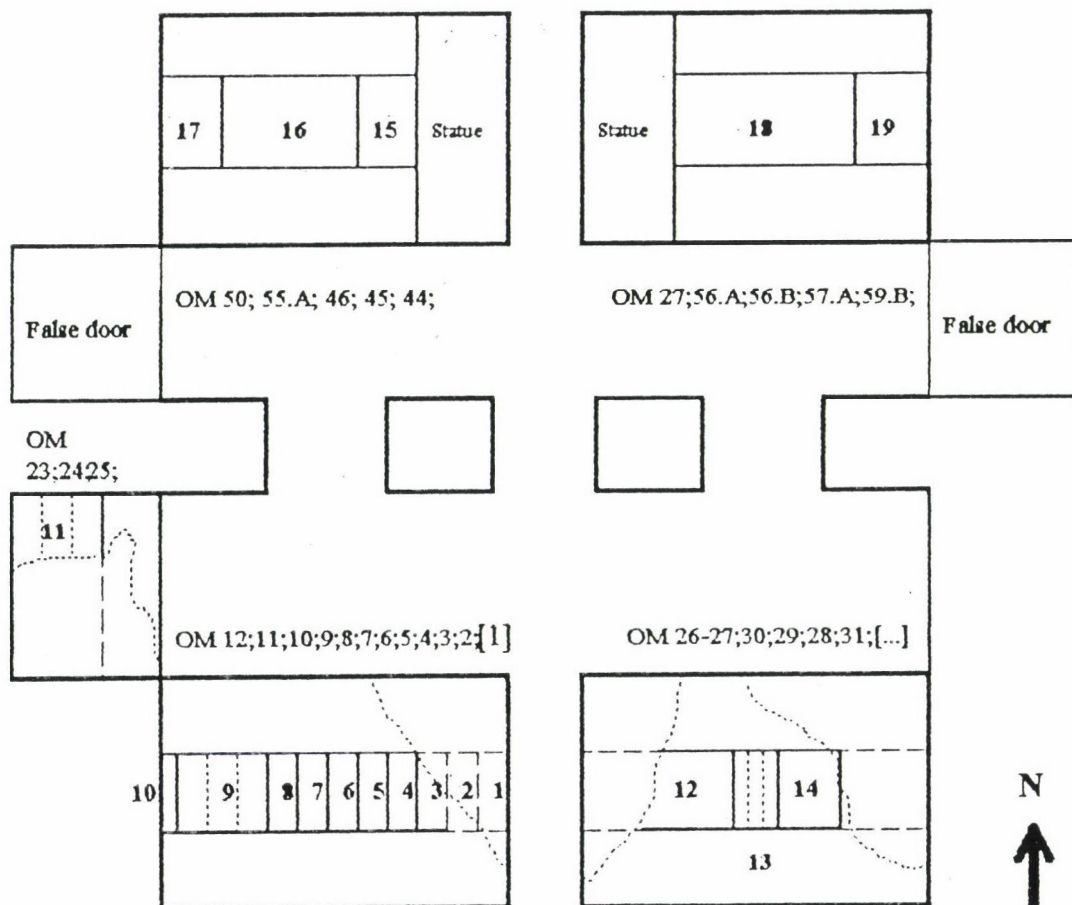 17 16 15 Statue
Statue 18 19
OM 50; 55.A; 46; 45; 44;
OM 27;56.A;56.B;57.A;59.B;
False door
False door
OM
23;24;25;
11
OM 12;11;10;9;8;7;6;5;4;3;2;[1]
OM 26-27;30;29;28;31;[...]
10 9 8 7 6 5 4 3 2 1
12 14
13
N